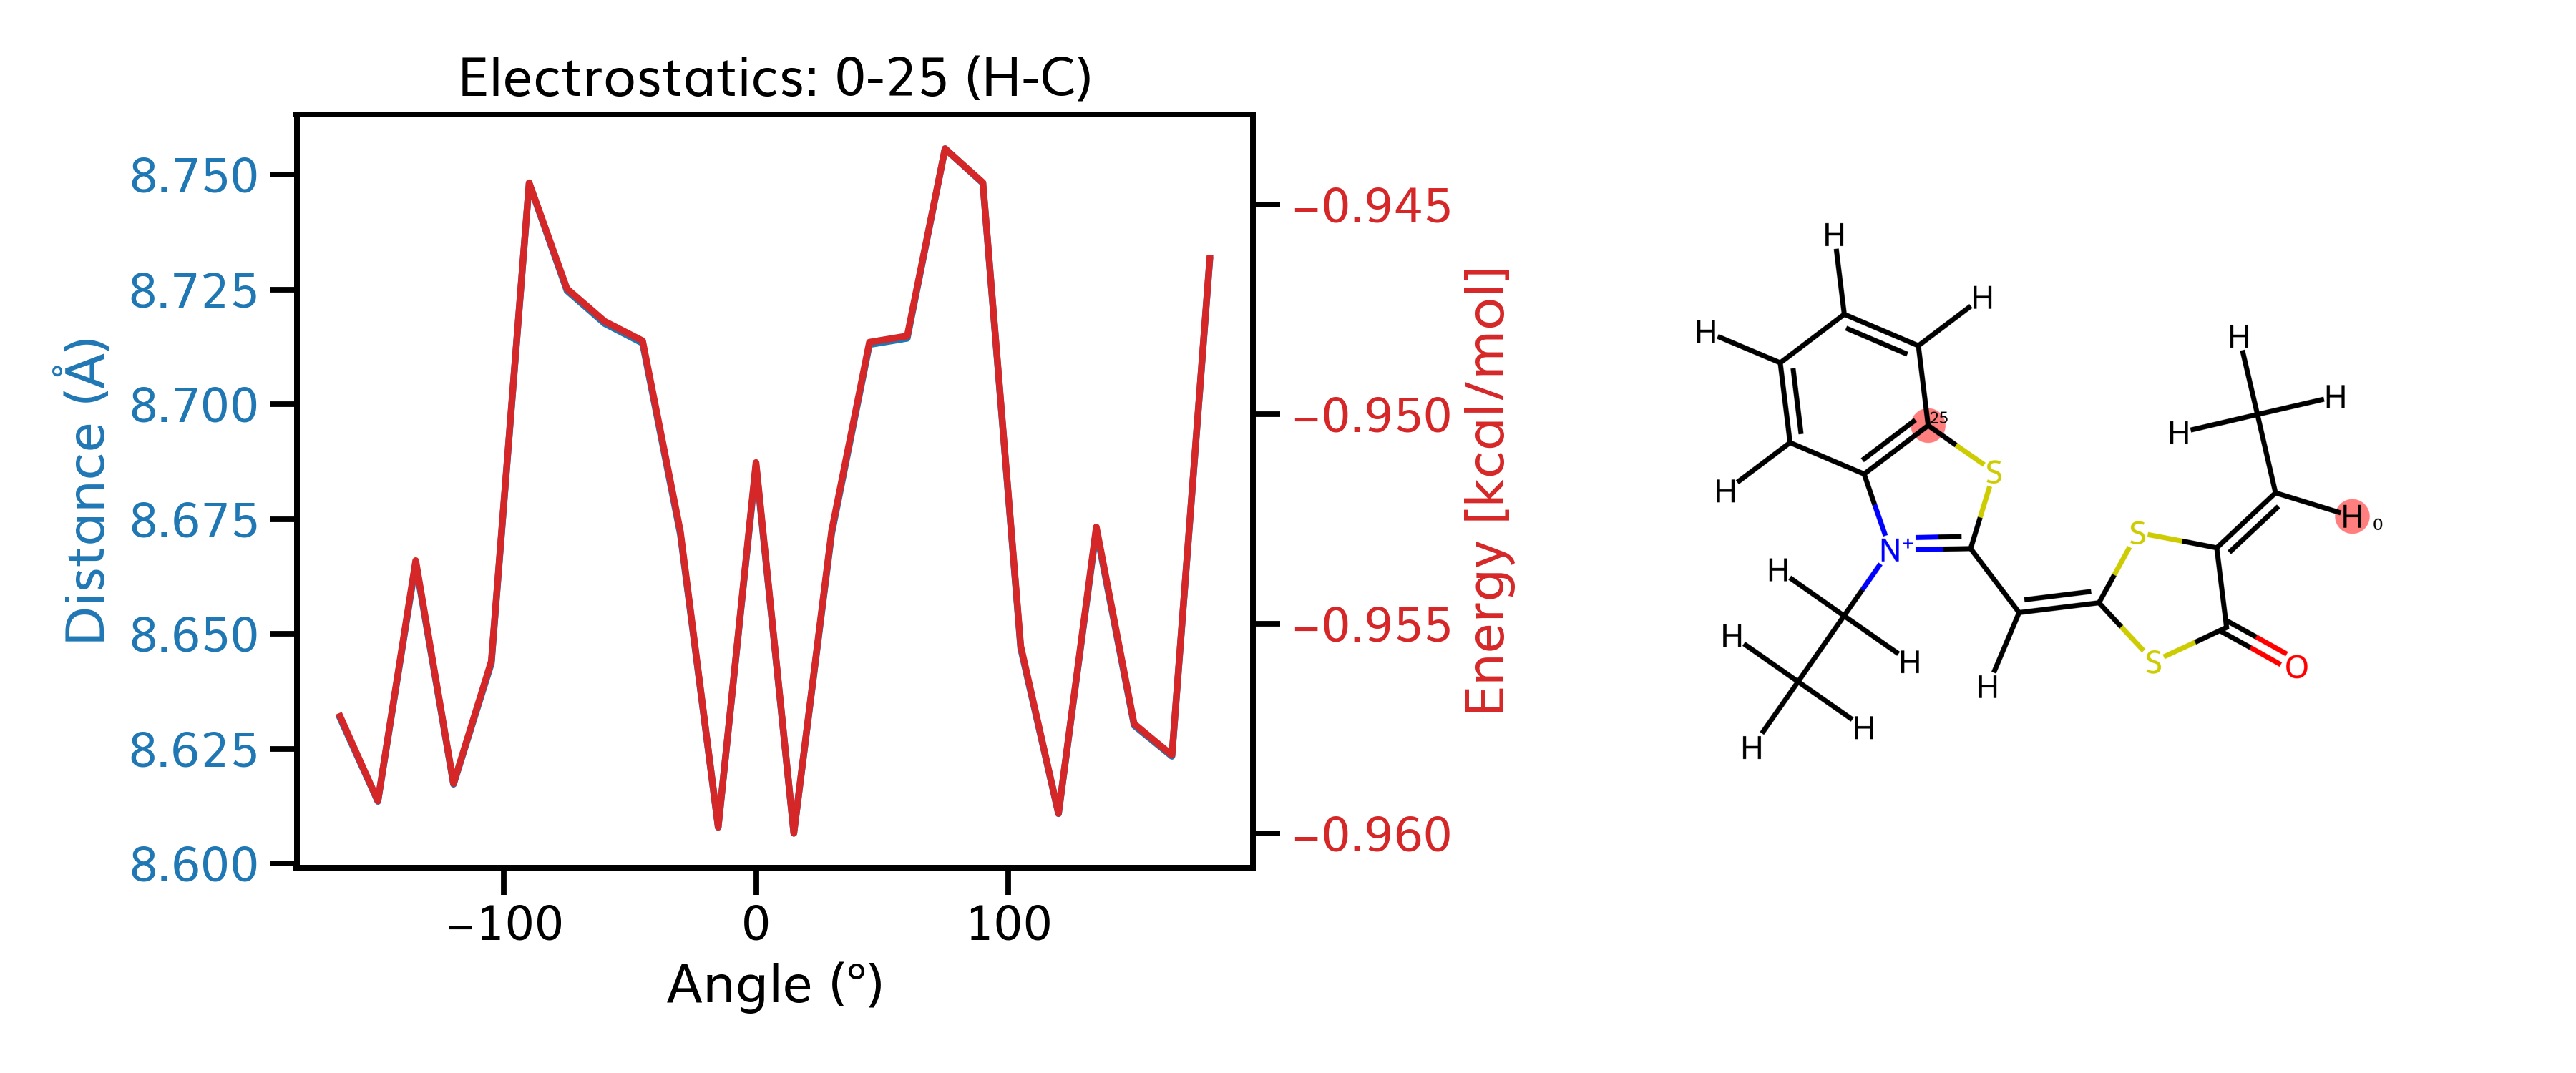 Electrostatics: 0-25 (H-C)
8.750
8.725
8.700
8.675
8.650
8.625
8.600
Distance (Å)
−0.945
−0.950
−0.955
−0.960
Energy [kcal/mol]
−100 0 100
Angle (°)
H
H
H
H
H
25
H
H
S
H
H 0
S
N+
H
H
H
S
O
H
H
H